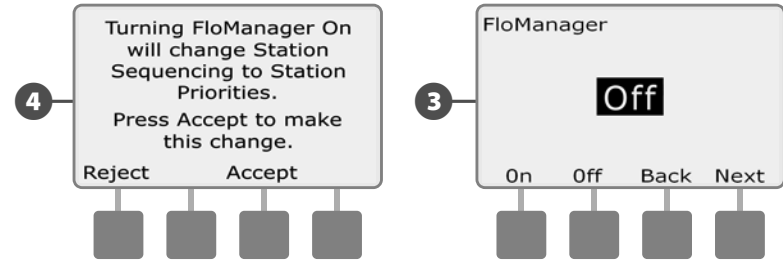 4
Turning FloManager On
will change Station
Sequencing to Station
Priorities.
Press Accept to make
this change.
Reject Accept
3
FloManager
Off
On Off Back Next